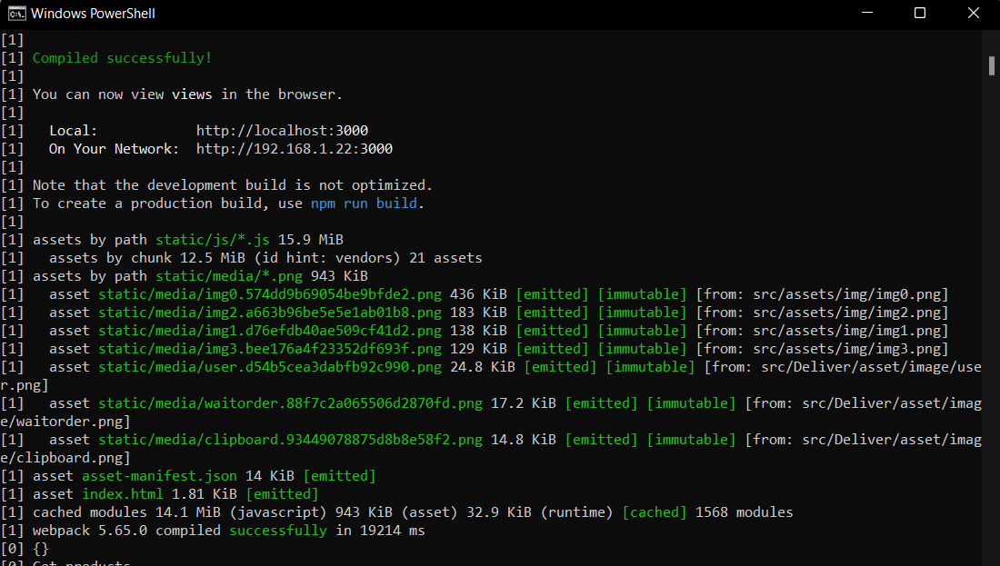 Windows PowerShell
[1]
[1] Compiled successfully!
[1]
[1] You can now view views in the browser.
[1]
[1]   Local:            http://localhost:3000
[1]   On Your Network:  http://192.168.1.22:3000
[1]
[1] Note that the development build is not optimized.
[1] To create a production build, use npm run build.
[1]
[1] assets by path static/js/*.js 15.9 MiB
[1]   assets by chunk 12.5 MiB (id hint: vendors) 21 assets
[1] assets by path static/media/*.png 943 KiB
[1]   asset static/media/img0.574dd9b69054be9bfde2.png 436 KiB [emitted] [immutable] [from: src/assets/img/img0.png]
[1]   asset static/media/img2.a663b96be5e5e1ab01b8.png 183 KiB [emitted] [immutable] [from: src/assets/img/img2.png]
[1]   asset static/media/img1.d76efdb40ae509cf41d2.png 138 KiB [emitted] [immutable] [from: src/assets/img/img1.png]
[1]   asset static/media/img3.bee176a4f23352df693f.png 129 KiB [emitted] [immutable] [from: src/assets/img/img3.png]
[1]   asset static/media/user.d54b5cea3dabfb92c990.png 24.8 KiB [emitted] [immutable] [from: src/Deliver/asset/image/use
r.png]
[1]   asset static/media/waitorder.88f7c2a065506d2870fd.png 17.2 KiB [emitted] [immutable] [from: src/Deliver/asset/imag
e/waitorder.png]
[1]   asset static/media/clipboard.93449078875d8b8e58f2.png 14.8 KiB [emitted] [immutable] [from: src/Deliver/asset/imag
e/clipboard.png]
[1] asset asset-manifest.json 14 KiB [emitted]
[1] asset index.html 1.81 KiB [emitted]
[1] cached modules 14.1 MiB (javascript) 943 KiB (asset) 32.9 KiB (runtime) [cached] 1568 modules
[1] webpack 5.65.0 compiled successfully in 19214 ms
[0] {}
[0] Get products